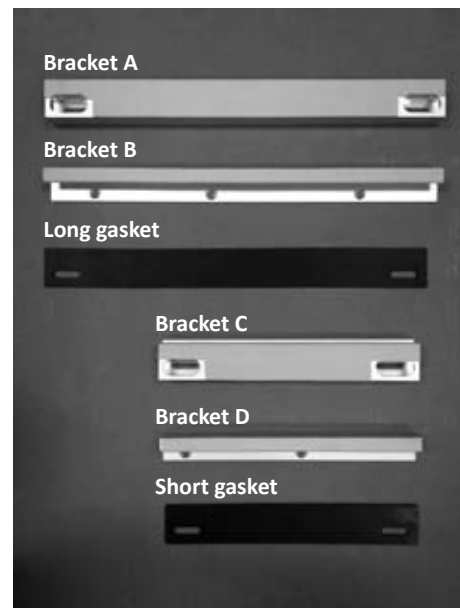 Bracket A
Bracket B
Long gasket
Bracket C
Bracket D
Short gasket